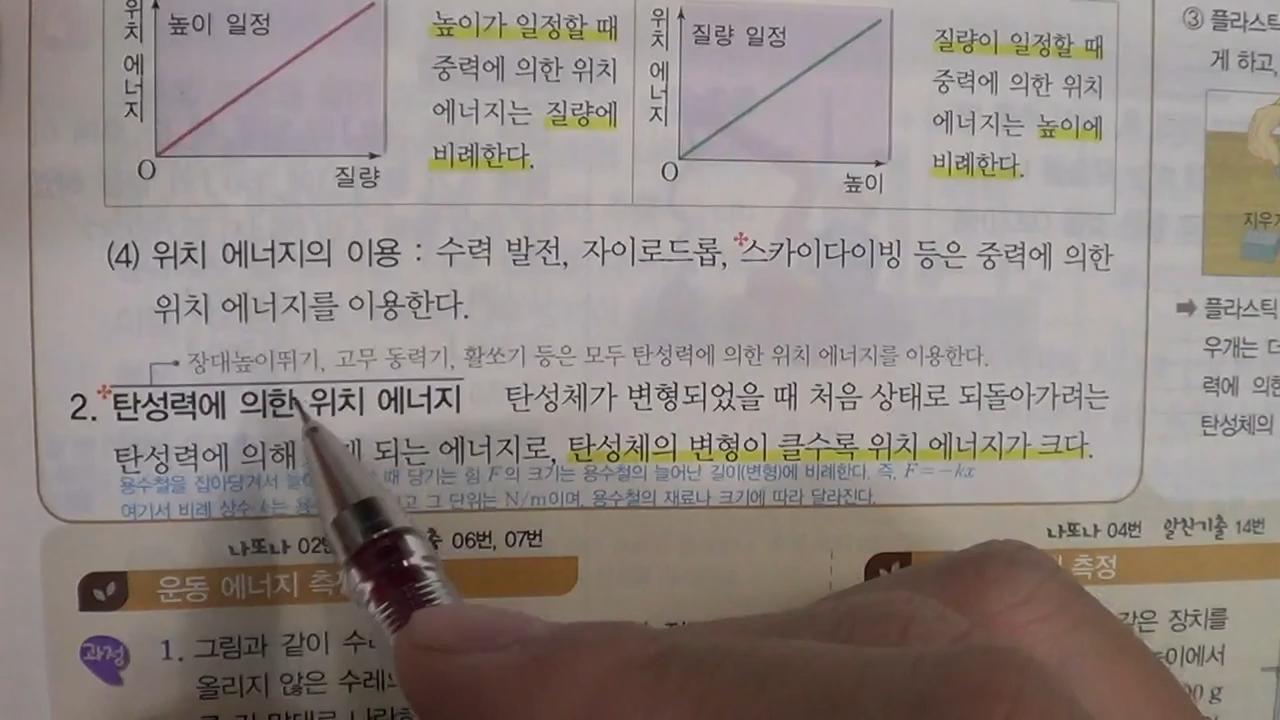 위치 에너지
높이 일정
O
질량
높이가 일정할 때
중력에 의한 위치
에너지는 질량에
비례한다.
위치 에너지
질량 일정
O
높이
질량이 일정할 때
중력에 의한 위치
에너지는 높이에
비례한다.
(4) 위치 에너지의 이용 : 수력 발전, 자이로드롭, *스카이다이빙 등은 중력에 의한
위치 에너지를 이용한다.
장대높이뛰기, 고무 동력기, 활쏘기 등은 모두 탄성력에 의한 위치 에너지를 이용한다.
2. *탄성력에 의한 위치 에너지 탄성체가 변형되었을 때 처음 상태로 되돌아가려는
탄성력에 의해 되는 에너지로, 탄성체의 변형이 클수록 위치 에너지가 크다.
용수철을 잡아당겨서 때 당기는 힘 F의 크기는 용수철의 늘어난 길이(변형)에 비례한다. 즉, F=-kx
여기서 비례 상수 k는 그 단위는 N/m이며, 용수철의 재료나 크기에 따라 달라진다.
나또나 06번, 07번
운동 에너지
과정
1. 그림과 같이
올리지 않은
나또나 04번 알찬기출 14번
측정
같은 장치를
③ 플라스틱
게 하고,
➡ 플라스틱
우개는 더
력에 의한
탄성체의